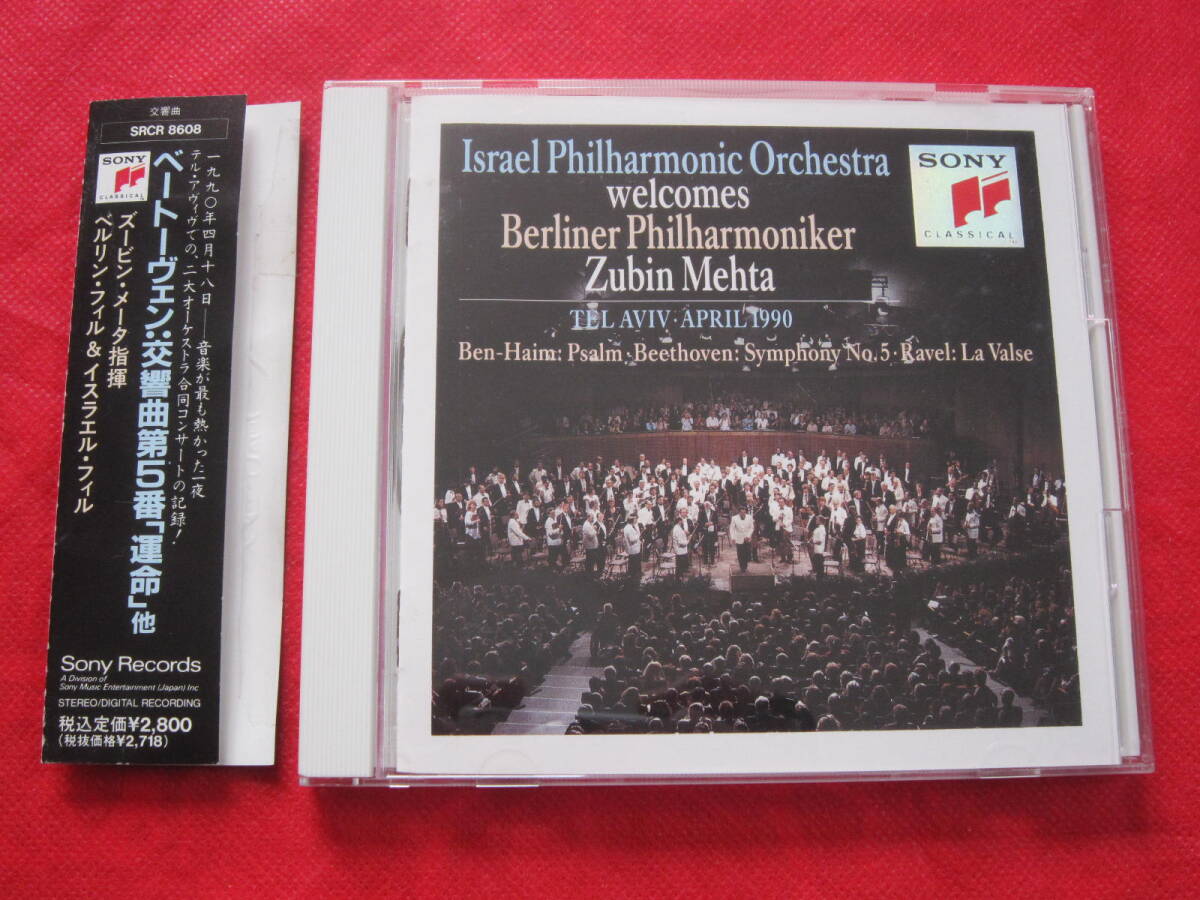 交響曲
SRCR 8608
SONY
CLASSICAL
一九九〇年四月十八日──音楽が最も熱かった一夜
テル・アヴィヴでの、二大オーケストラ合同コンサートの記録！
ベートーヴェン:交響曲第5番「運命」他
ズービン・メータ指揮
ベルリン・フィル&イスラエル・フィル
Sony Records
A Division of
Sony Music Entertainment (Japan) Inc
STEREO/DIGITAL RECORDING
税込定価¥2,800
(税抜価格¥2,718)
Israel Philharmonic Orchestra
welcomes
Berliner Philharmoniker
Zubin Mehta
TEL AVIV · APRIL 1990
Ben-Haim: Psalm · Beethoven: Symphony No. 5 · Ravel: La Valse
SONY
CLASSICAL